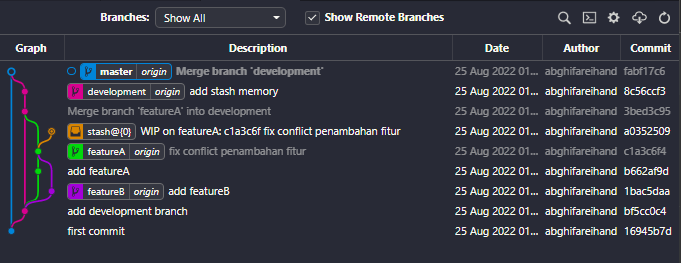 Branches: Show All Show Remote Branches
Graph Description Date Author Commit
master origin Merge branch 'development' 25 Aug 2022 01... abghifareihand fabf17c6
development origin add stash memory 25 Aug 2022 01... abghifareihand 8c56ccf3
Merge branch 'featureA' into development 25 Aug 2022 01... abghifareihand 3bed3c95
stash@{0} WIP on featureA: c1a3c6f fix conflict penambahan fitur 25 Aug 2022 01... abghifareihand a0352509
featureA origin fix conflict penambahan fitur 25 Aug 2022 01... abghifareihand c1a3c6f4
add featureA 25 Aug 2022 01... abghifareihand b662af9d
featureB origin add featureB 25 Aug 2022 01... abghifareihand 1bac5daa
add development branch 25 Aug 2022 01... abghifareihand bf5cc0c4
first commit 25 Aug 2022 01... abghifareihand 16945b7d